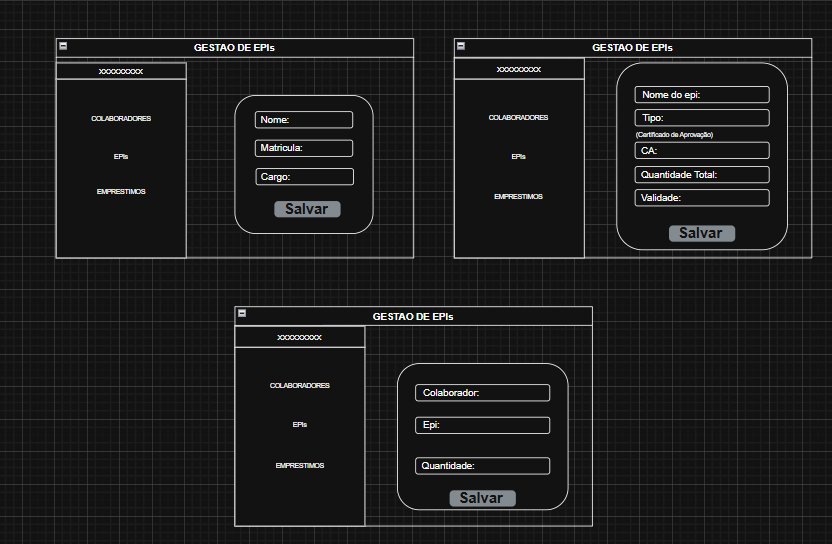 GESTAO DE EPIs
XXXXXXXXX
COLABORADORES
EPIs
EMPRESTIMOS
Nome:
Matricula:
Cargo:
Salvar
GESTAO DE EPIs
XXXXXXXXX
COLABORADORES
EPIs
EMPRESTIMOS
Nome do epi:
Tipo:
(Certificado de Aprovação)
CA:
Quantidade Total:
Validade:
Salvar
GESTAO DE EPIs
XXXXXXXXX
COLABORADORES
EPIs
EMPRESTIMOS
Colaborador:
Epi:
Quantidade:
Salvar